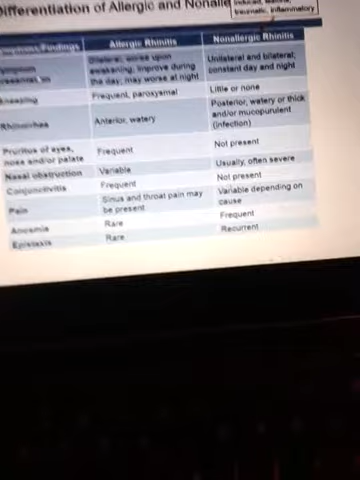 Differentiation of Allergic and Nonalle
traumatic, inflammatory
Findings Allergic Rhinitis Nonallergic Rhinitis
Bilateral; worse upon
awakening; improve during
the day; may worse at night
Unilateral and bilateral;
constant day and night
Sneezing Frequent, paroxysmal Little or none
Rhinorrhea Anterior, watery
Posterior, watery or thick
and/or mucopurulent
(infection)
Pruritus of eyes,
nose and/or palate
Frequent Not present
Nasal obstruction Variable Usually, often severe
Conjunctivitis Frequent Not present
Pain
Sinus and throat pain may
be present
Variable depending on
cause
Anosmia Rare Frequent
Epistaxis Rare Recurrent